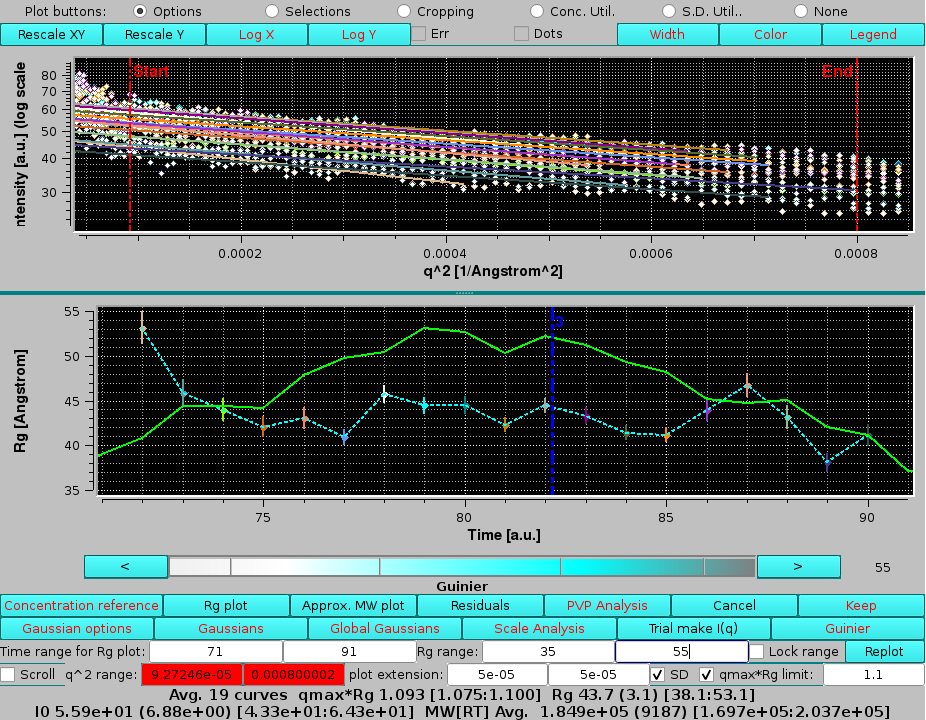 Plot buttons: Options Selections Cropping Conc. Util. S.D. Util.. None
Rescale XY Rescale Y Log X Log Y Err Dots Width Color Legend
ntensity [a.u.] (log scale
80
70
60
50
40
30
Start End
0.0002 0.0004 0.0006 0.0008
q^2 [1/Angstrom^2]
Rg [Angstrom]
55
50
45
40
35
3
75 80 85 90
Time [a.u.]
< > 55
Guinier
Concentration reference Rg plot Approx. MW plot Residuals PVP Analysis Cancel Keep
Gaussian options Gaussians Global Gaussians Scale Analysis Trial make I(q) Guinier
Time range for Rg plot: 71 91 Rg range: 35 55 Lock range Replot
Scroll q^2 range: 9.27246e-05 0.000800002 plot extension: 5e-05 5e-05 SD qmax*Rg limit: 1.1
Avg. 19 curves qmax*Rg 1.093 [1.075:1.100] Rg 43.7 (3.1) [38.1:53.1]
I0 5.59e+01 (6.88e+00) [4.33e+01:6.43e+01] MW[RT] Avg. 1.849e+05 (9187) [1.697e+05:2.037e+05]